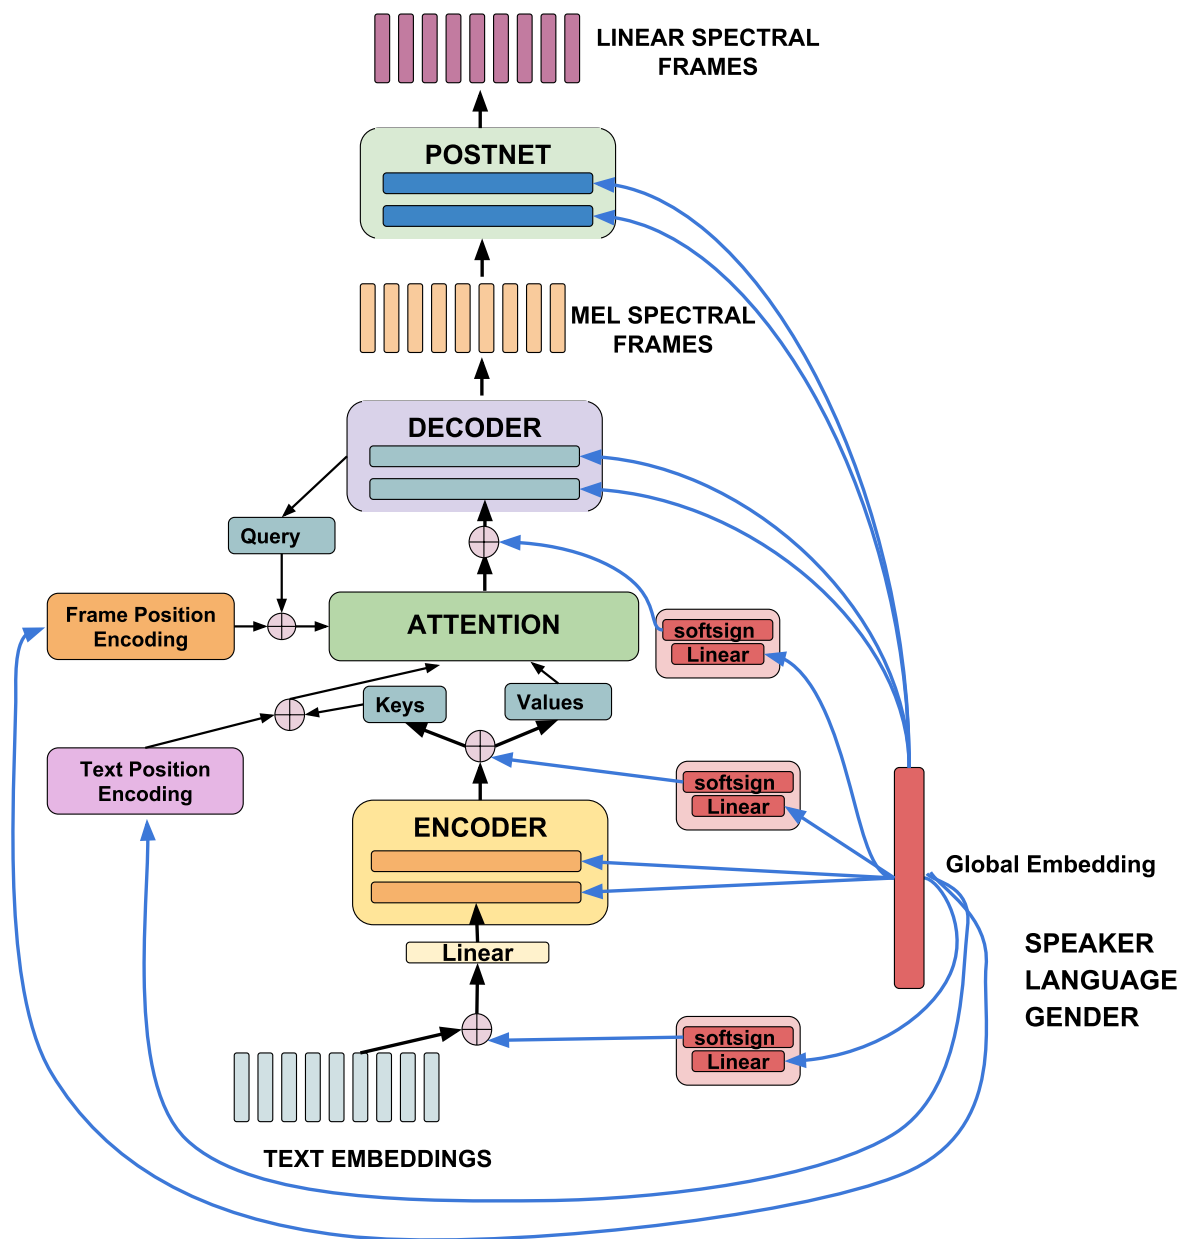 LINEAR SPECTRAL
FRAMES
POSTNET
MEL SPECTRAL
FRAMES
DECODER
Query
Frame Position
Encoding
ATTENTION
softsign
Linear
Keys
Values
Text Position
Encoding
softsign
Linear
ENCODER
Global Embedding
Linear
SPEAKER
LANGUAGE
GENDER
softsign
Linear
TEXT EMBEDDINGS